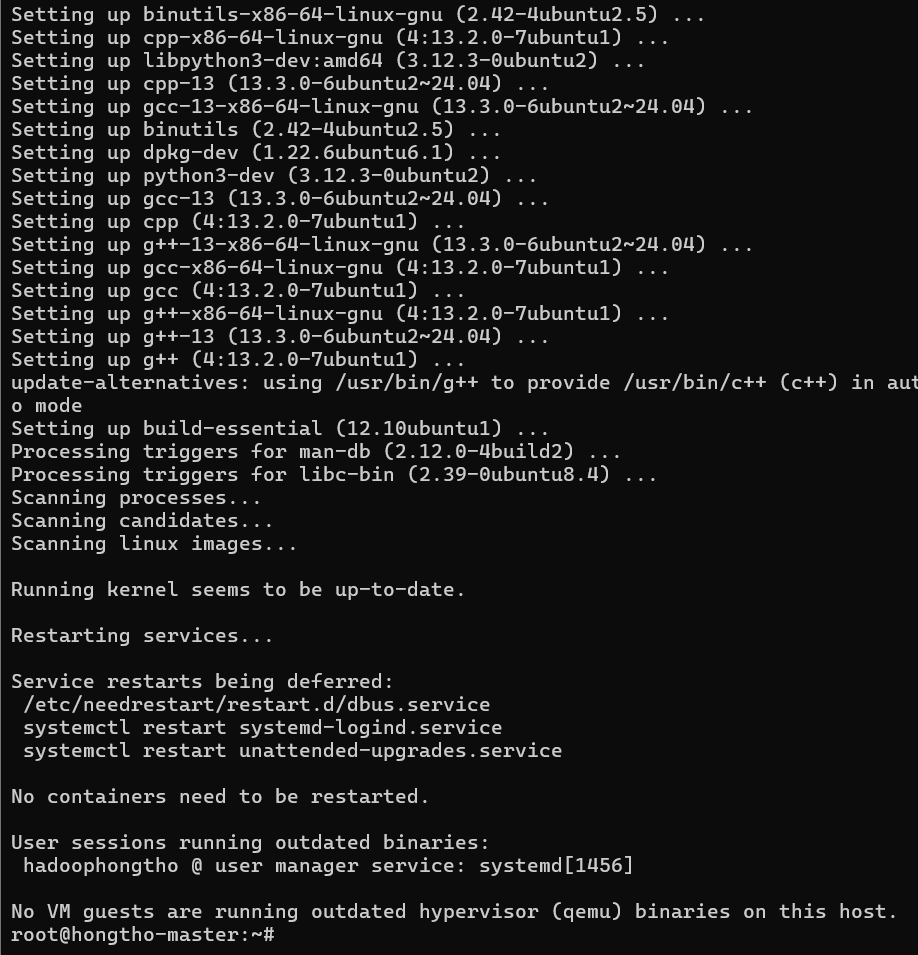 Setting up binutils-x86-64-linux-gnu (2.42-4ubuntu2.5) ...
Setting up cpp-x86-64-linux-gnu (4:13.2.0-7ubuntu1) ...
Setting up libpython3-dev:amd64 (3.12.3-0ubuntu2) ...
Setting up cpp-13 (13.3.0-6ubuntu2~24.04) ...
Setting up gcc-13-x86-64-linux-gnu (13.3.0-6ubuntu2~24.04) ...
Setting up binutils (2.42-4ubuntu2.5) ...
Setting up dpkg-dev (1.22.6ubuntu6.1) ...
Setting up python3-dev (3.12.3-0ubuntu2) ...
Setting up gcc-13 (13.3.0-6ubuntu2~24.04) ...
Setting up cpp (4:13.2.0-7ubuntu1) ...
Setting up g++-13-x86-64-linux-gnu (13.3.0-6ubuntu2~24.04) ...
Setting up gcc-x86-64-linux-gnu (4:13.2.0-7ubuntu1) ...
Setting up gcc (4:13.2.0-7ubuntu1) ...
Setting up g++-x86-64-linux-gnu (4:13.2.0-7ubuntu1) ...
Setting up g++-13 (13.3.0-6ubuntu2~24.04) ...
Setting up g++ (4:13.2.0-7ubuntu1) ...
update-alternatives: using /usr/bin/g++ to provide /usr/bin/c++ (c++) in aut
o mode
Setting up build-essential (12.10ubuntu1) ...
Processing triggers for man-db (2.12.0-4build2) ...
Processing triggers for libc-bin (2.39-0ubuntu8.4) ...
Scanning processes...
Scanning candidates...
Scanning linux images...

Running kernel seems to be up-to-date.

Restarting services...

Service restarts being deferred:
 /etc/needrestart/restart.d/dbus.service
 systemctl restart systemd-logind.service
 systemctl restart unattended-upgrades.service

No containers need to be restarted.

User sessions running outdated binaries:
 hadoophongtho @ user manager service: systemd[1456]

No VM guests are running outdated hypervisor (qemu) binaries on this host.
root@hongtho-master:~#